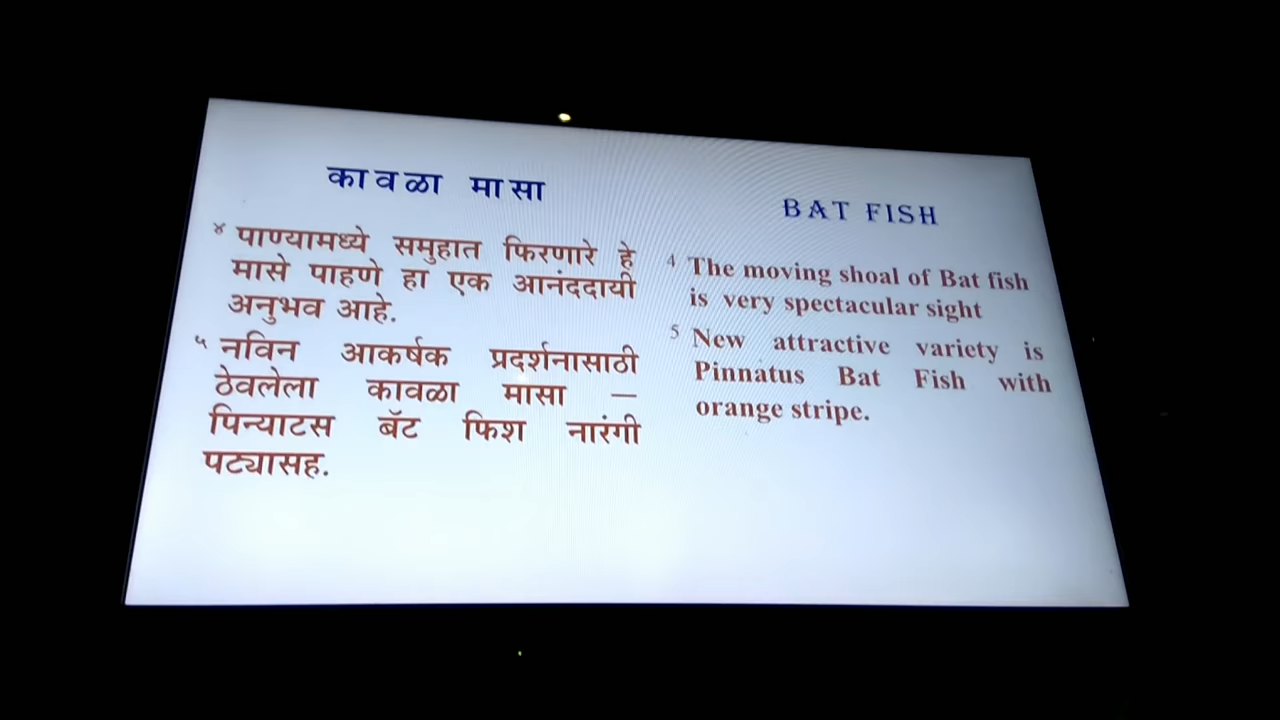 कावळा मासा
४ पाण्यामध्ये समुहात फिरणारे हे
मासे पाहणे हा एक आनंददायी
अनुभव आहे.
५ नविन आकर्षक प्रदर्शनासाठी
ठेवलेला कावळा मासा –
पिन्याटस बॅट फिश नारंगी
पट्यासह.
BAT FISH
4 The moving shoal of Bat fish
is very spectacular sight
5 New attractive variety is
Pinnatus Bat Fish with
orange stripe.